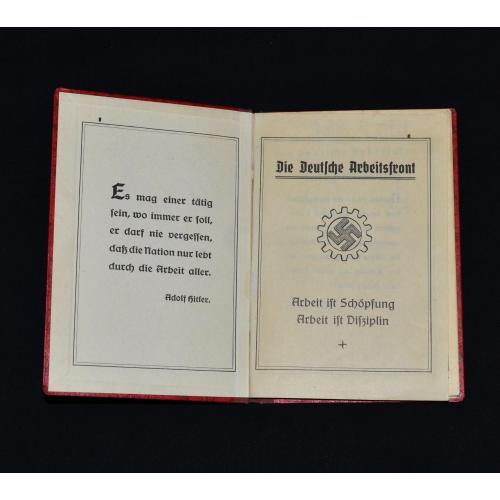 Es mag einer tätig
sein, wo immer er soll,
er darf nie vergessen,
daß die Nation nur lebt
durch die Arbeit aller.
Adolf Hitler.
Die Deutsche Arbeitsfront
Arbeit ist Schöpfung
Arbeit ist Disziplin